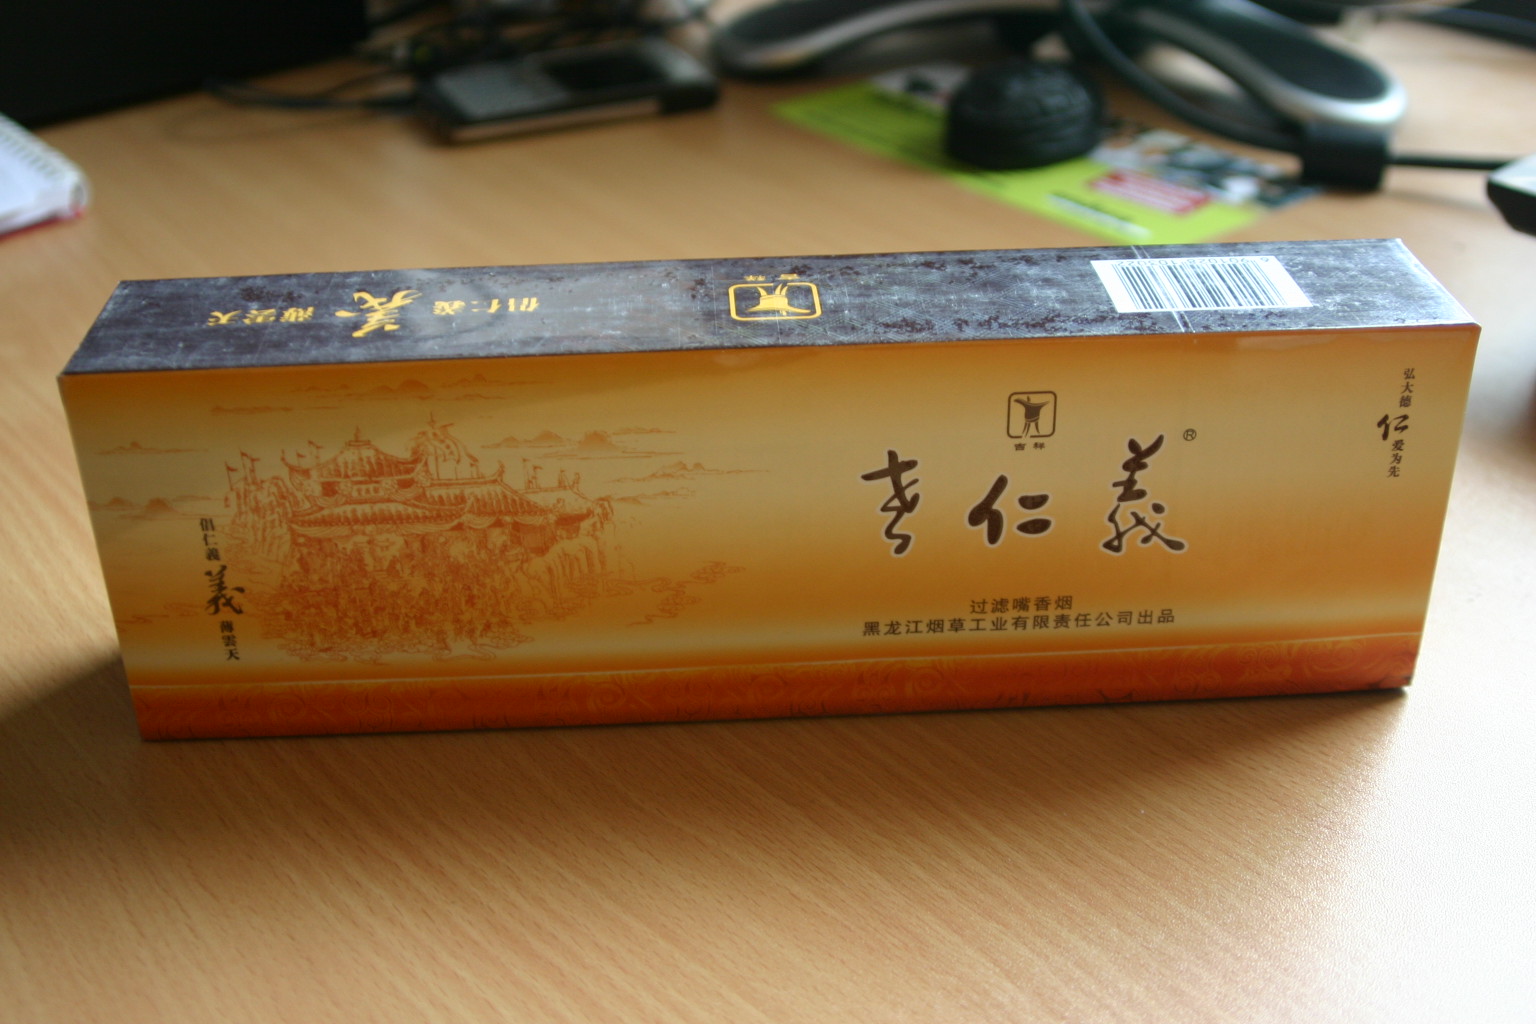 倡仁義 義 薄雲天
吉祥
吉祥
老仁義®
过滤嘴香烟
黑龙江烟草工业有限责任公司出品
弘大德 仁 爱为先
倡仁義 義 薄雲天